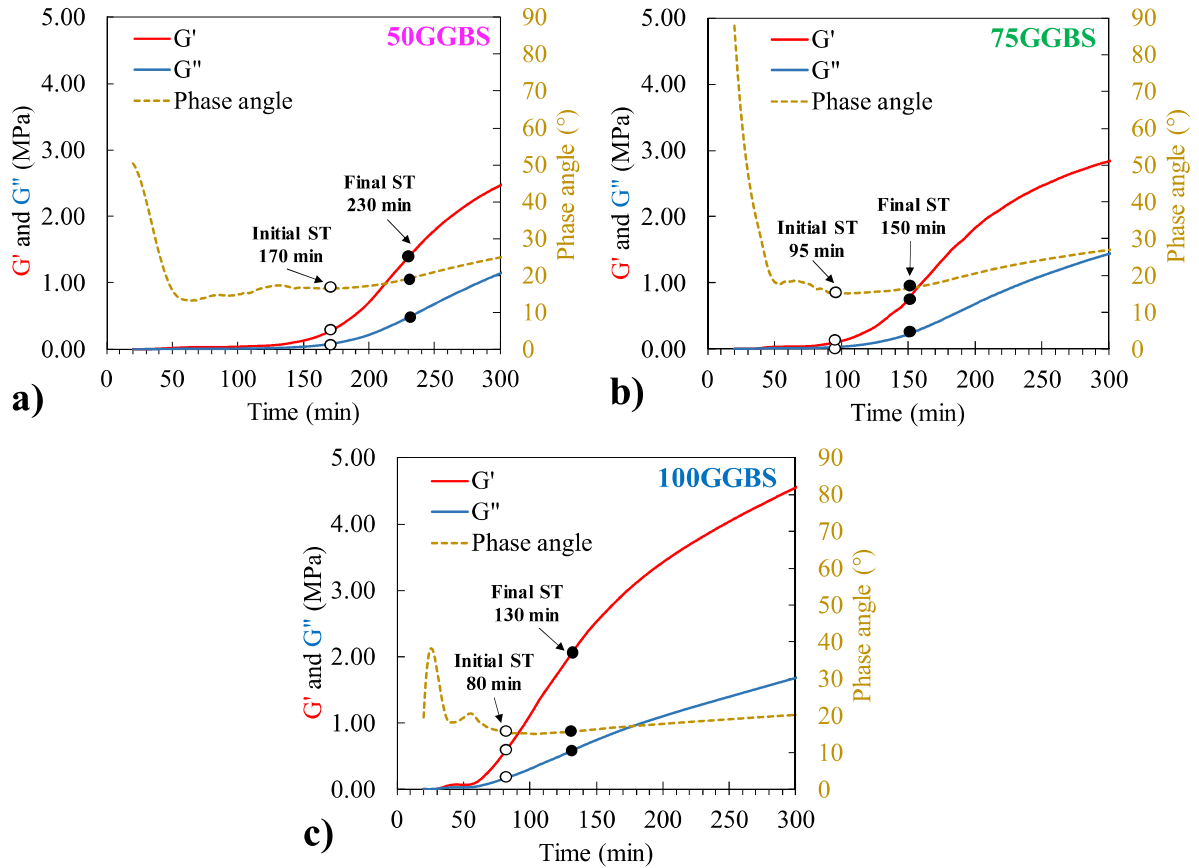 5.00
4.00
3.00
2.00
1.00
0.00
G' and G" (MPa)
50GGBS
G'
G"
Phase angle
Initial ST
170 min
Final ST
230 min
90
80
70
60
50
40
30
20
10
0
Phase angle (°)
0 50 100 150 200 250 300
Time (min)
a)
5.00
4.00
3.00
2.00
1.00
0.00
G' and G" (MPa)
75GGBS
G'
G"
Phase angle
Initial ST
95 min
Final ST
150 min
90
80
70
60
50
40
30
20
10
0
Phase angle (°)
0 50 100 150 200 250 300
Time (min)
b)
5.00
4.00
3.00
2.00
1.00
0.00
G' and G" (MPa)
100GGBS
G'
G"
Phase angle
Final ST
130 min
Initial ST
80 min
90
80
70
60
50
40
30
20
10
0
Phase angle (°)
0 50 100 150 200 250 300
Time (min)
c)